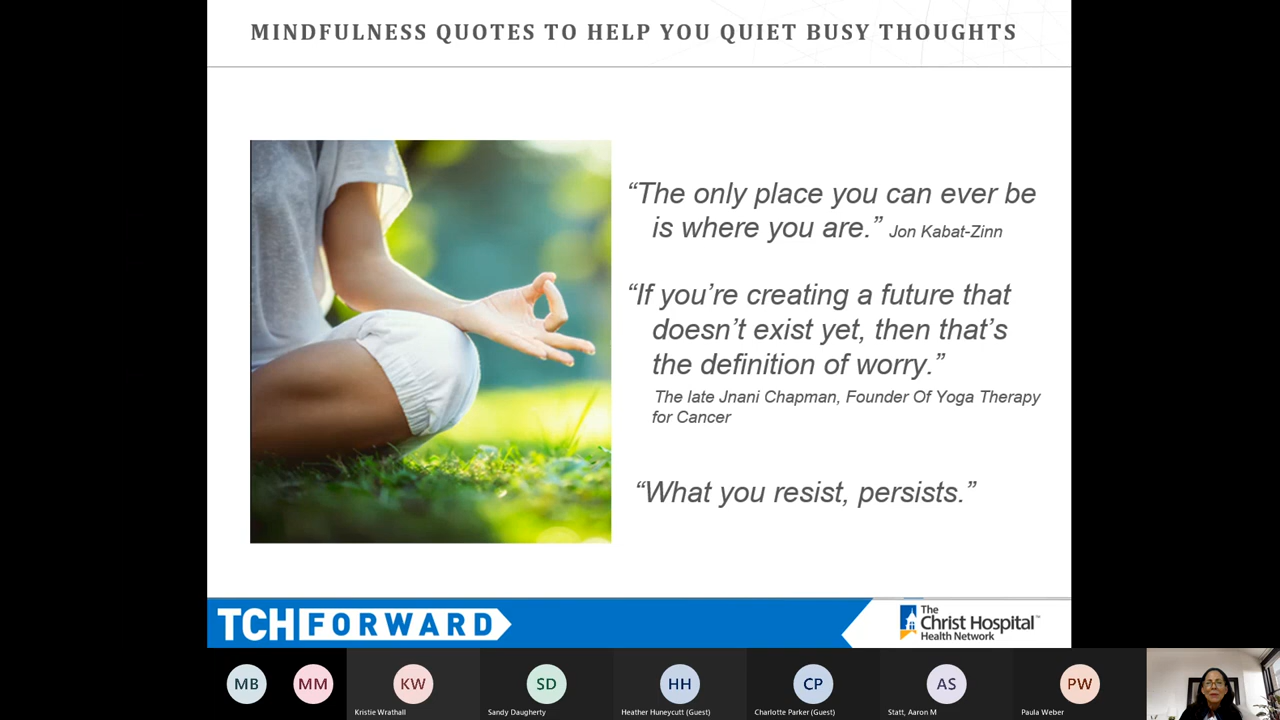 MINDFULNESS QUOTES TO HELP YOU QUIET BUSY THOUGHTS
“The only place you can ever be
is where you are.” Jon Kabat-Zinn
“If you’re creating a future that
doesn’t exist yet, then that’s
the definition of worry.”
The late Jnani Chapman, Founder Of Yoga Therapy
for Cancer
“What you resist, persists.”
TCH FORWARD
The
Christ Hospital™
Health Network
MB
MM
KW
SD
HH
CP
AS
PW
Kristie Wrathall
Sandy Daugherty
Heather Huneycutt (Guest)
Charlotte Parker (Guest)
Statt, Aaron M
Paula Weber